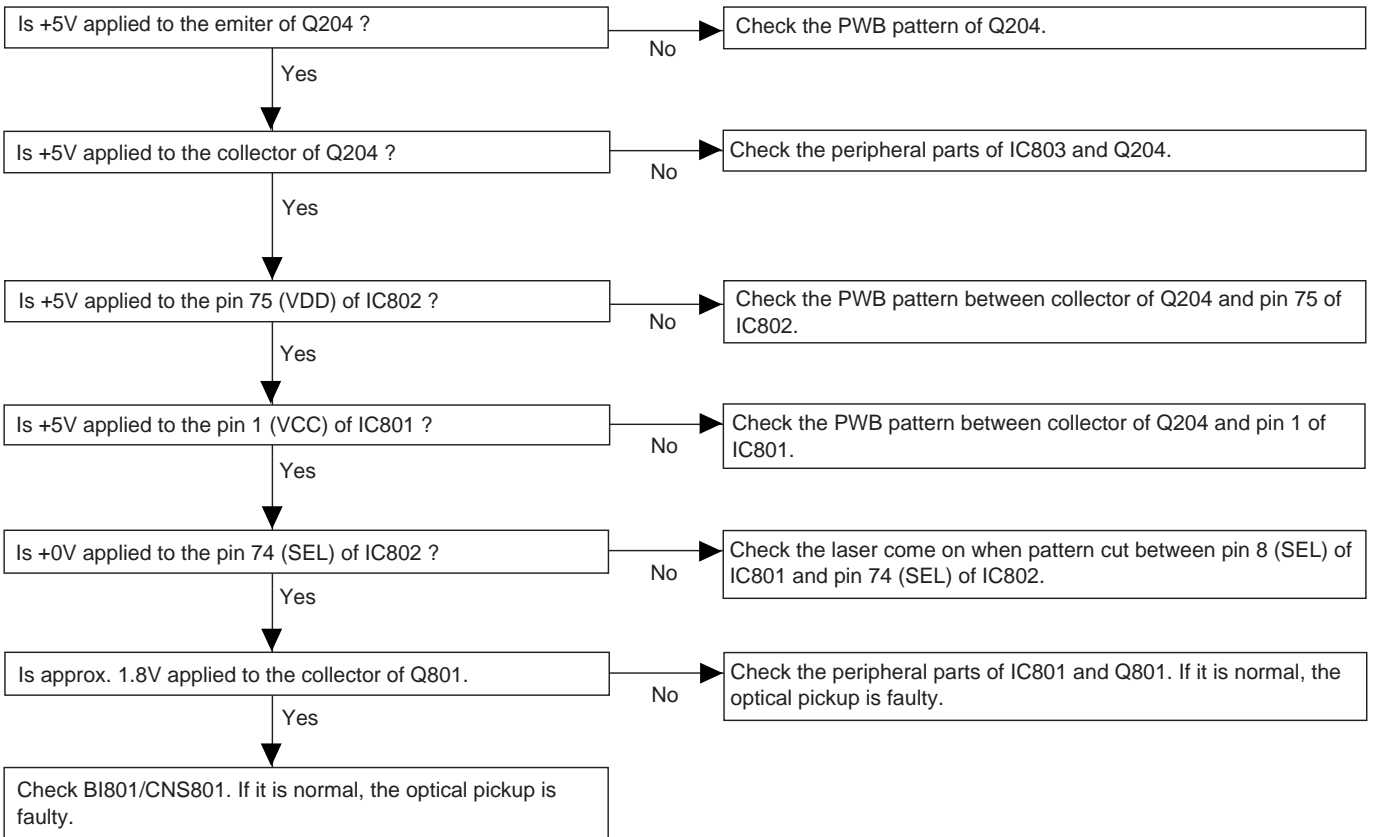 Is +5V applied to the emiter of Q204 ?
No
Check the PWB pattern of Q204.
Yes
Is +5V applied to the collector of Q204 ?
No
Check the peripheral parts of IC803 and Q204.
Yes
Is +5V applied to the pin 75 (VDD) of IC802 ?
No
Check the PWB pattern between collector of Q204 and pin 75 of
IC802.
Yes
Is +5V applied to the pin 1 (VCC) of IC801 ?
No
Check the PWB pattern between collector of Q204 and pin 1 of
IC801.
Yes
Is +0V applied to the pin 74 (SEL) of IC802 ?
No
Check the laser come on when pattern cut between pin 8 (SEL) of
IC801 and pin 74 (SEL) of IC802.
Yes
Is approx. 1.8V applied to the collector of Q801.
No
Check the peripheral parts of IC801 and Q801. If it is normal, the
optical pickup is faulty.
Yes
Check BI801/CNS801. If it is normal, the optical pickup is
faulty.